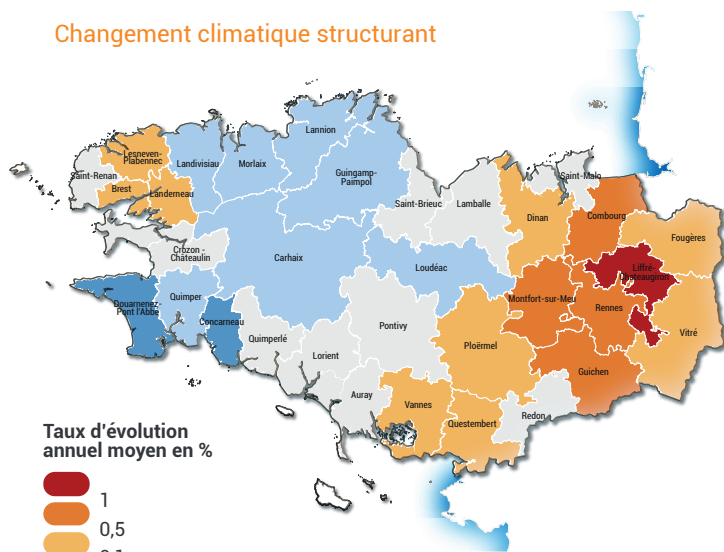 Changement climatique structurant
Lannion
Lesneven-
Plabennec
Landivisiau
Morlaix
Guingamp-
Paimpol
Saint-Renan
Brest
Landerneau
Saint-Brieuc
Lamballe
Saint-Malo
Dinan
Combourg
Fougères
Crozon -
Châteaulin
Carhaix
Loudéac
Liffré-
Châteaugiron
Douarnenez-
Pont l'Abbé
Quimper
Concarneau
Montfort-sur-Meu
Rennes
Quimperlé
Lorient
Pontivy
Ploërmel
Vitré
Guichen
Auray
Vannes
Questembert
Redon
Taux d'évolution
annuel moyen en %
1
0,5